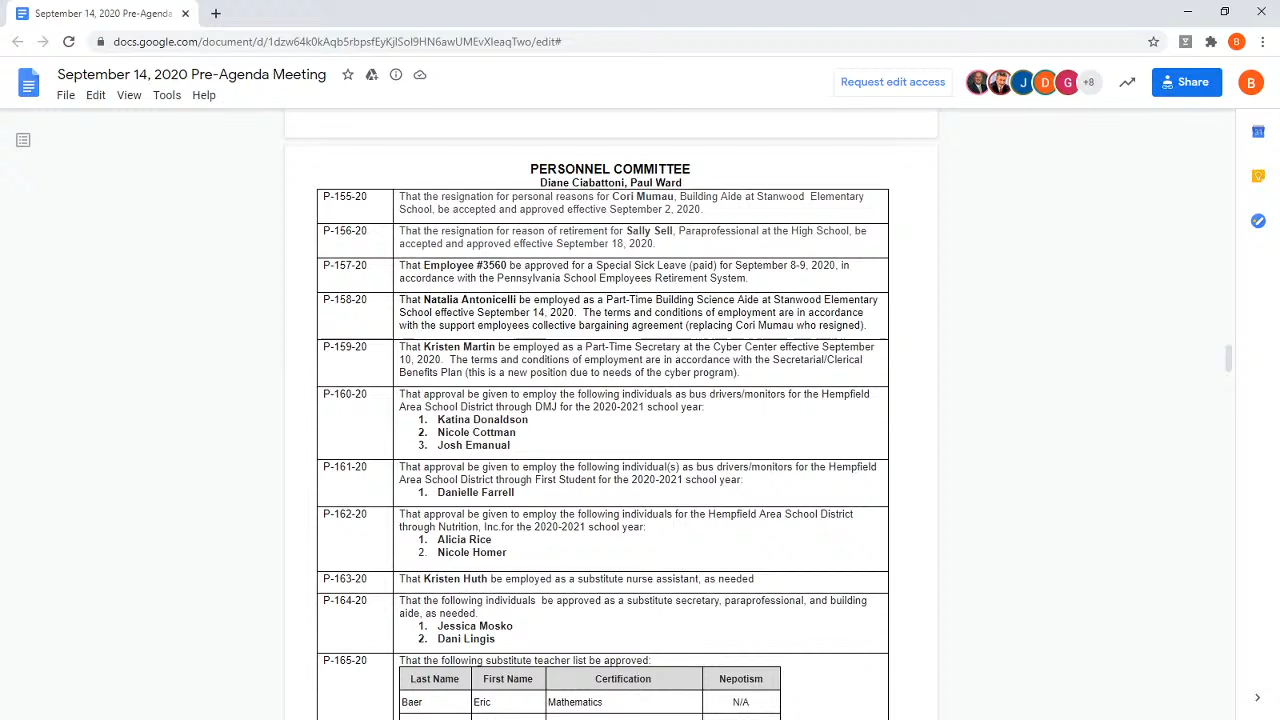 September 14, 2020 Pre-Agenda
docs.google.com/document/d/1dzw64k0kAqb5rbpsfEyKjlSol9HN6awUMEvXIeaqTwo/edit#
B
September 14, 2020 Pre-Agenda Meeting
File Edit View Tools Help
Request edit access
J D G +8
Share
B
31
PERSONNEL COMMITTEE
Diane Ciabattoni, Paul Ward
P-155-20 That the resignation for personal reasons for Cori Mumau, Building Aide at Stanwood Elementary
School, be accepted and approved effective September 2, 2020.
P-156-20 That the resignation for reason of retirement for Sally Sell, Paraprofessional at the High School, be
accepted and approved effective September 18, 2020.
P-157-20 That Employee #3560 be approved for a Special Sick Leave (paid) for September 8-9, 2020, in
accordance with the Pennsylvania School Employees Retirement System.
P-158-20 That Natalia Antonicelli be employed as a Part-Time Building Science Aide at Stanwood Elementary
School effective September 14, 2020. The terms and conditions of employment are in accordance
with the support employees collective bargaining agreement (replacing Cori Mumau who resigned).
P-159-20 That Kristen Martin be employed as a Part-Time Secretary at the Cyber Center effective September
10, 2020. The terms and conditions of employment are in accordance with the Secretarial/Clerical
Benefits Plan (this is a new position due to needs of the cyber program).
P-160-20 That approval be given to employ the following individuals as bus drivers/monitors for the Hempfield
Area School District through DMJ for the 2020-2021 school year:
1. Katina Donaldson
2. Nicole Cottman
3. Josh Emanual
P-161-20 That approval be given to employ the following individual(s) as bus drivers/monitors for the Hempfield
Area School District through First Student for the 2020-2021 school year:
1. Danielle Farrell
P-162-20 That approval be given to employ the following individuals for the Hempfield Area School District
through Nutrition, Inc.for the 2020-2021 school year:
1. Alicia Rice
2. Nicole Homer
P-163-20 That Kristen Huth be employed as a substitute nurse assistant, as needed
P-164-20 That the following individuals be approved as a substitute secretary, paraprofessional, and building
aide, as needed.
1. Jessica Mosko
2. Dani Lingis
P-165-20 That the following substitute teacher list be approved:
Last Name First Name Certification Nepotism
Baer Eric Mathematics N/A